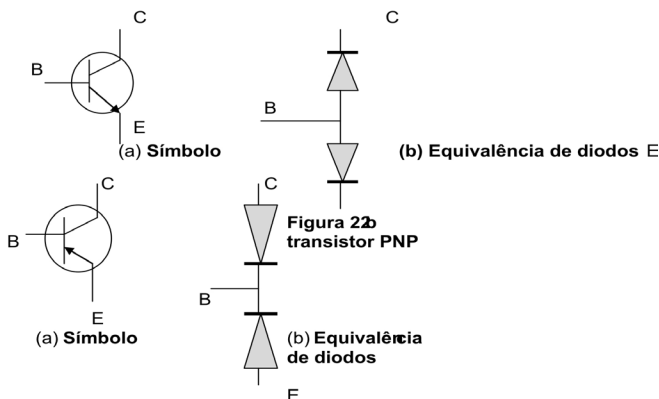 C
C
B
B
E
(a) Símbolo
(b) Equivalência de diodos E
C
C
Figura 22b
transistor PNP
B
B
E
(a) Símbolo
(b) Equivalência
de diodos
E